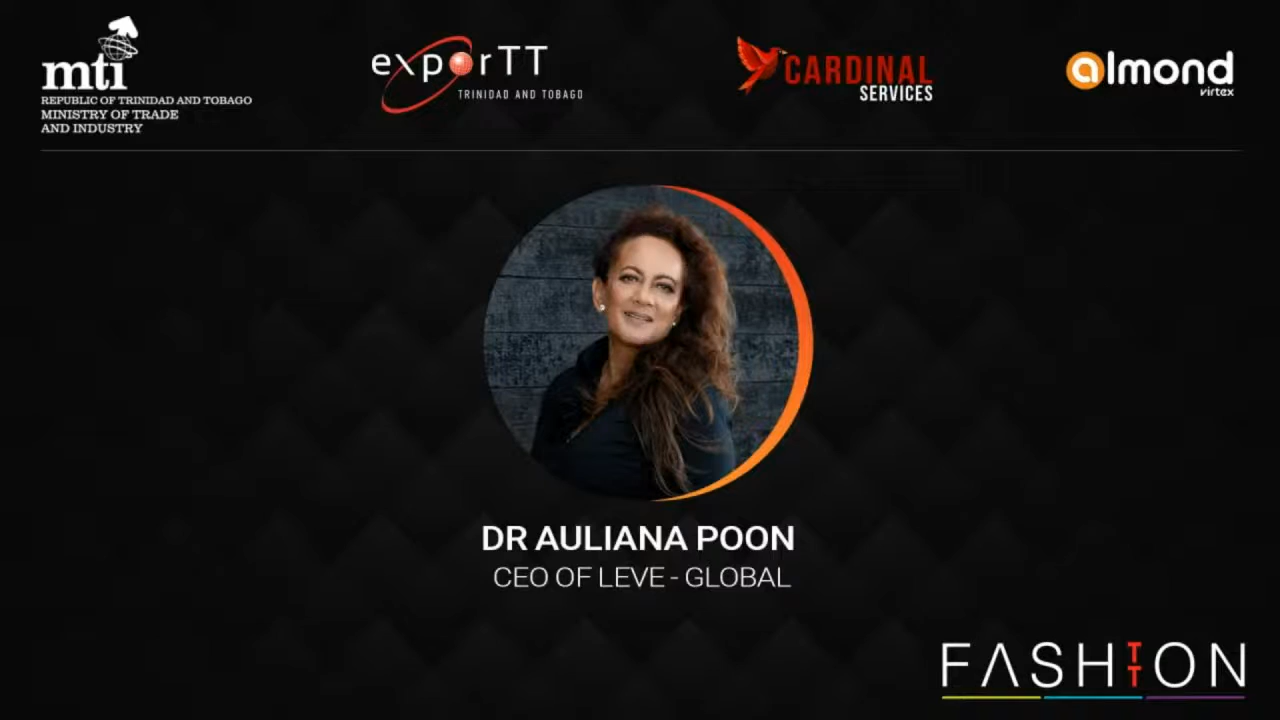 mti
REPUBLIC OF TRINIDAD AND TOBAGO
MINISTRY OF TRADE
AND INDUSTRY
exporTT
TRINIDAD AND TOBAGO
CARDINAL
SERVICES
almond
virtex
DR AULIANA POON
CEO OF LEVE - GLOBAL
FASHTTON